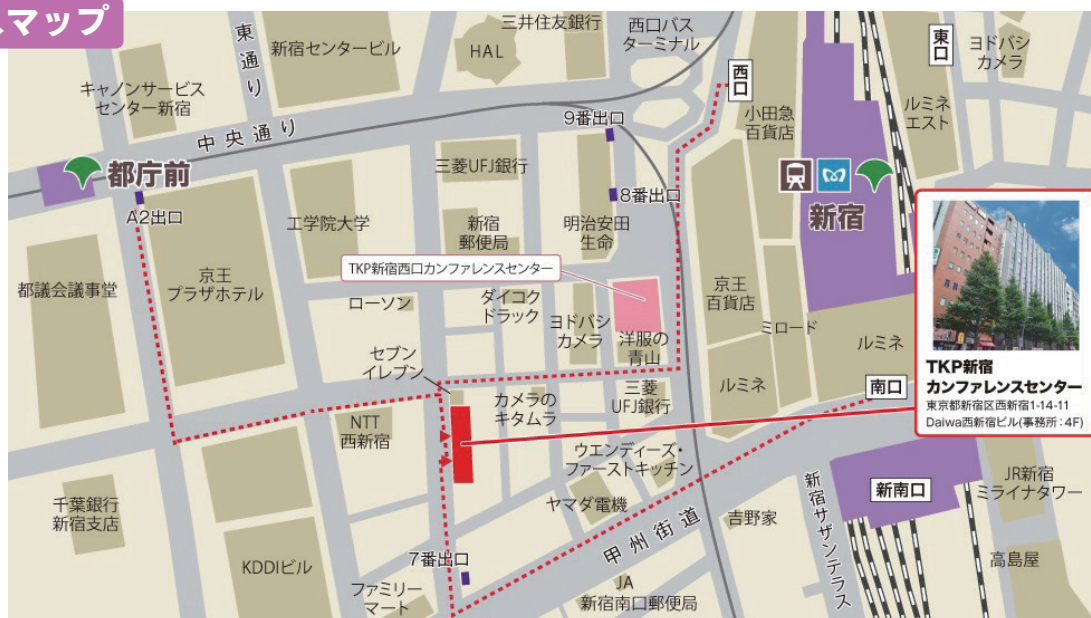 スマップ
キャノンサービス
センター新宿
東通り
新宿センタービル
HAL
三井住友銀行
西口バス
ターミナル
西口
小田急
百貨店
東口
ヨドバシ
カメラ
ルミネ
エスト
中央通り
9番出口
都庁前
A2出口
三菱UFJ銀行
8番出口
新宿
工学院大学
新宿
郵便局
明治安田
生命
都議会議事堂
京王
プラザホテル
TKP新宿西口カンファレンスセンター
ローソン
ダイコク
ドラッグ
ヨドバシ
カメラ
洋服の
青山
京王
百貨店
ミロード
ルミネ
セブン
イレブン
カメラの
キタムラ
三菱
UFJ銀行
ルミネ
南口
TKP新宿
カンファレンスセンター
東京都新宿区西新宿1-14-11
Daiwa西新宿ビル(事務所:4F)
NTT
西新宿
ウエンディーズ・
ファーストキッチン
千葉銀行
新宿支店
ヤマダ電機
甲州街道
吉野家
新宿サザンテラス
新南口
JR新宿
ミライナタワー
KDDIビル
7番出口
ファミリー
マート
JA
新宿南口郵便局
高島屋